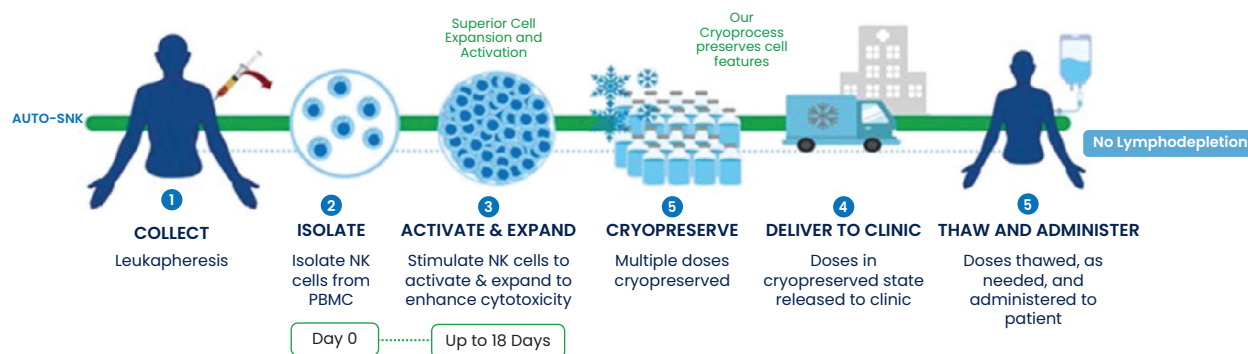 Superior Cell
Expansion and
Activation
Our
Cryoprocess
preserves cell
features
AUTO-SNK
No Lymphodepletion
1
COLLECT
Leukapheresis
2
ISOLATE
Isolate NK
cells from
PBMC
3
ACTIVATE & EXPAND
Stimulate NK cells to
activate & expand to
enhance cytotoxicity
5
CRYOPRESERVE
Multiple doses
cryopreserved
4
DELIVER TO CLINIC
Doses in
cryopreserved state
released to clinic
5
THAW AND ADMINISTER
Doses thawed, as
needed, and
administered to
patient
Day 0
Up to 18 Days